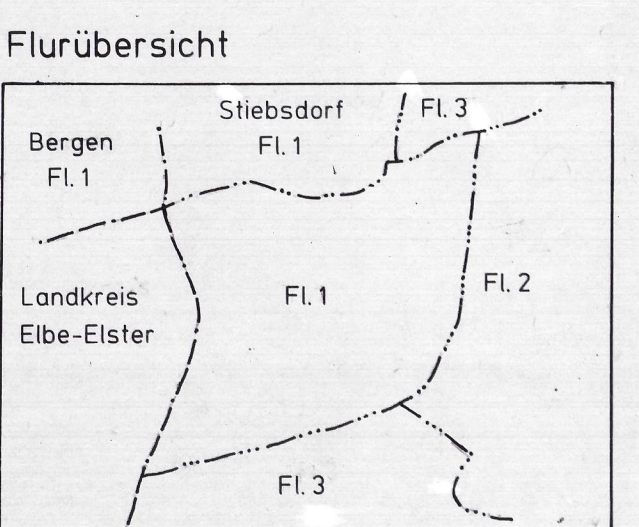 Flurübersicht
Stiebsdorf
Fl. 1
Fl. 3
Bergen
Fl. 1
Landkreis
Elbe-Elster
Fl. 1
Fl. 2
Fl. 3